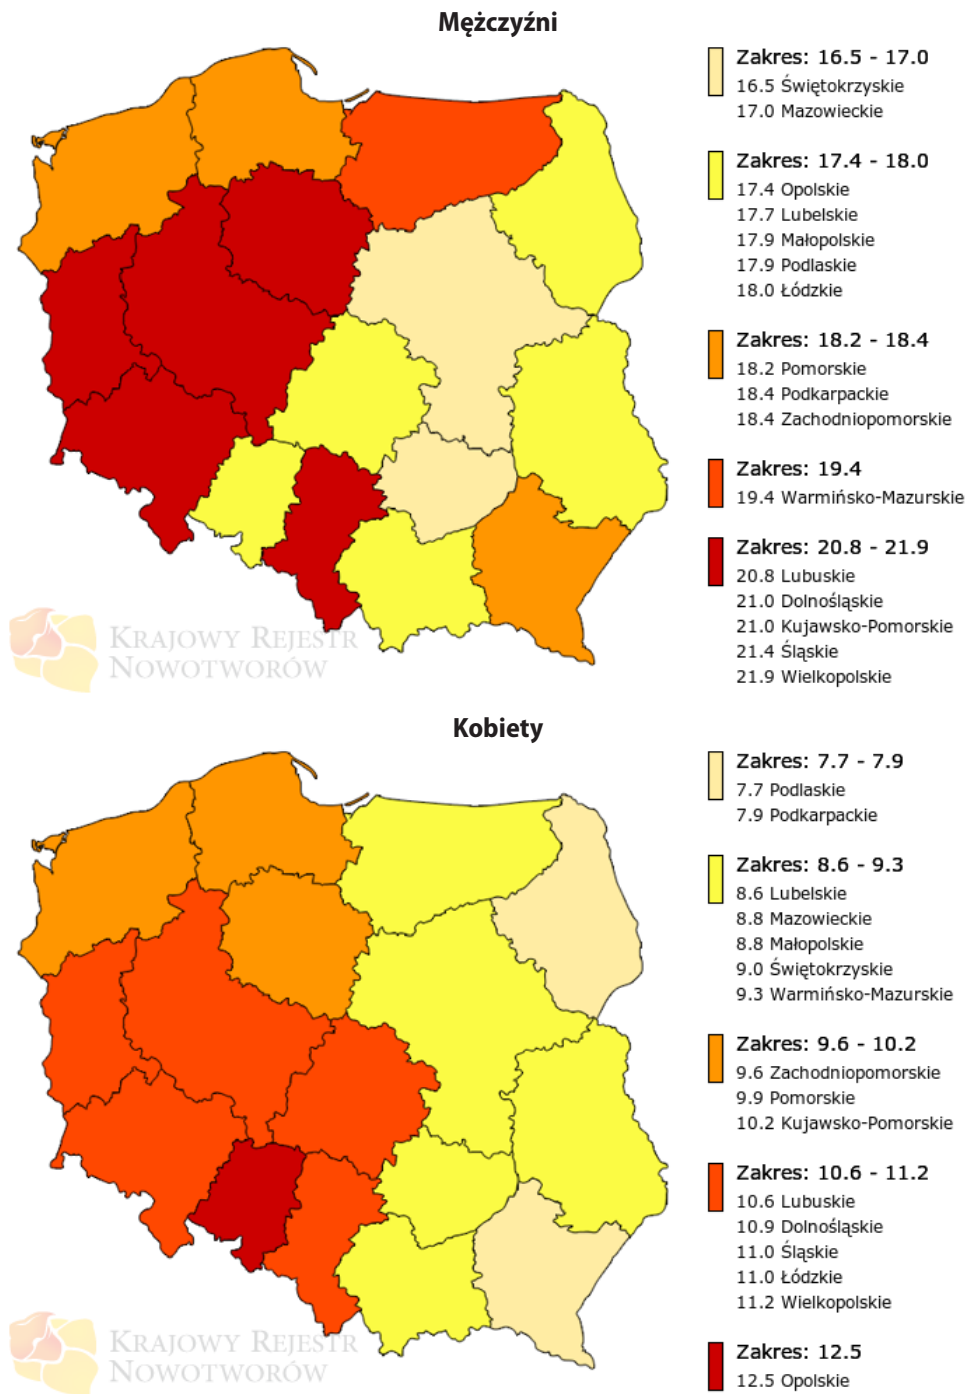 Mężczyźni
Zakres: 16.5 - 17.0
16.5 Świętokrzyskie
17.0 Mazowieckie
Zakres: 17.4 - 18.0
17.4 Opolskie
17.7 Lubelskie
17.9 Małopolskie
17.9 Podlaskie
18.0 Łódzkie
Zakres: 18.2 - 18.4
18.2 Pomorskie
18.4 Podkarpackie
18.4 Zachodniopomorskie
Zakres: 19.4
19.4 Warmińsko-Mazurskie
Zakres: 20.8 - 21.9
20.8 Lubuskie
21.0 Dolnośląskie
21.0 Kujawsko-Pomorskie
21.4 Śląskie
21.9 Wielkopolskie
KRAJOWY REJESTR
NOWOTWORÓW
Kobiety
Zakres: 7.7 - 7.9
7.7 Podlaskie
7.9 Podkarpackie
Zakres: 8.6 - 9.3
8.6 Lubelskie
8.8 Mazowieckie
8.8 Małopolskie
9.0 Świętokrzyskie
9.3 Warmińsko-Mazurskie
Zakres: 9.6 - 10.2
9.6 Zachodniopomorskie
9.9 Pomorskie
10.2 Kujawsko-Pomorskie
Zakres: 10.6 - 11.2
10.6 Lubuskie
10.9 Dolnośląskie
11.0 Śląskie
11.0 Łódzkie
11.2 Wielkopolskie
Zakres: 12.5
12.5 Opolskie
KRAJOWY REJESTR
NOWOTWORÓW